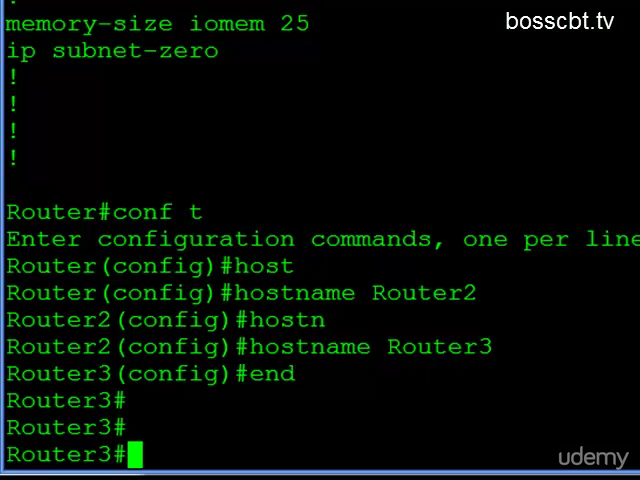 !
memory-size iomem 25
bosscbt.tv
ip subnet-zero
!
!
!
!
Router#conf t
Enter configuration commands, one per line
Router(config)#host
Router(config)#hostname Router2
Router2(config)#hostn
Router2(config)#hostname Router3
Router3(config)#end
Router3#
Router3#
Router3#
udemy